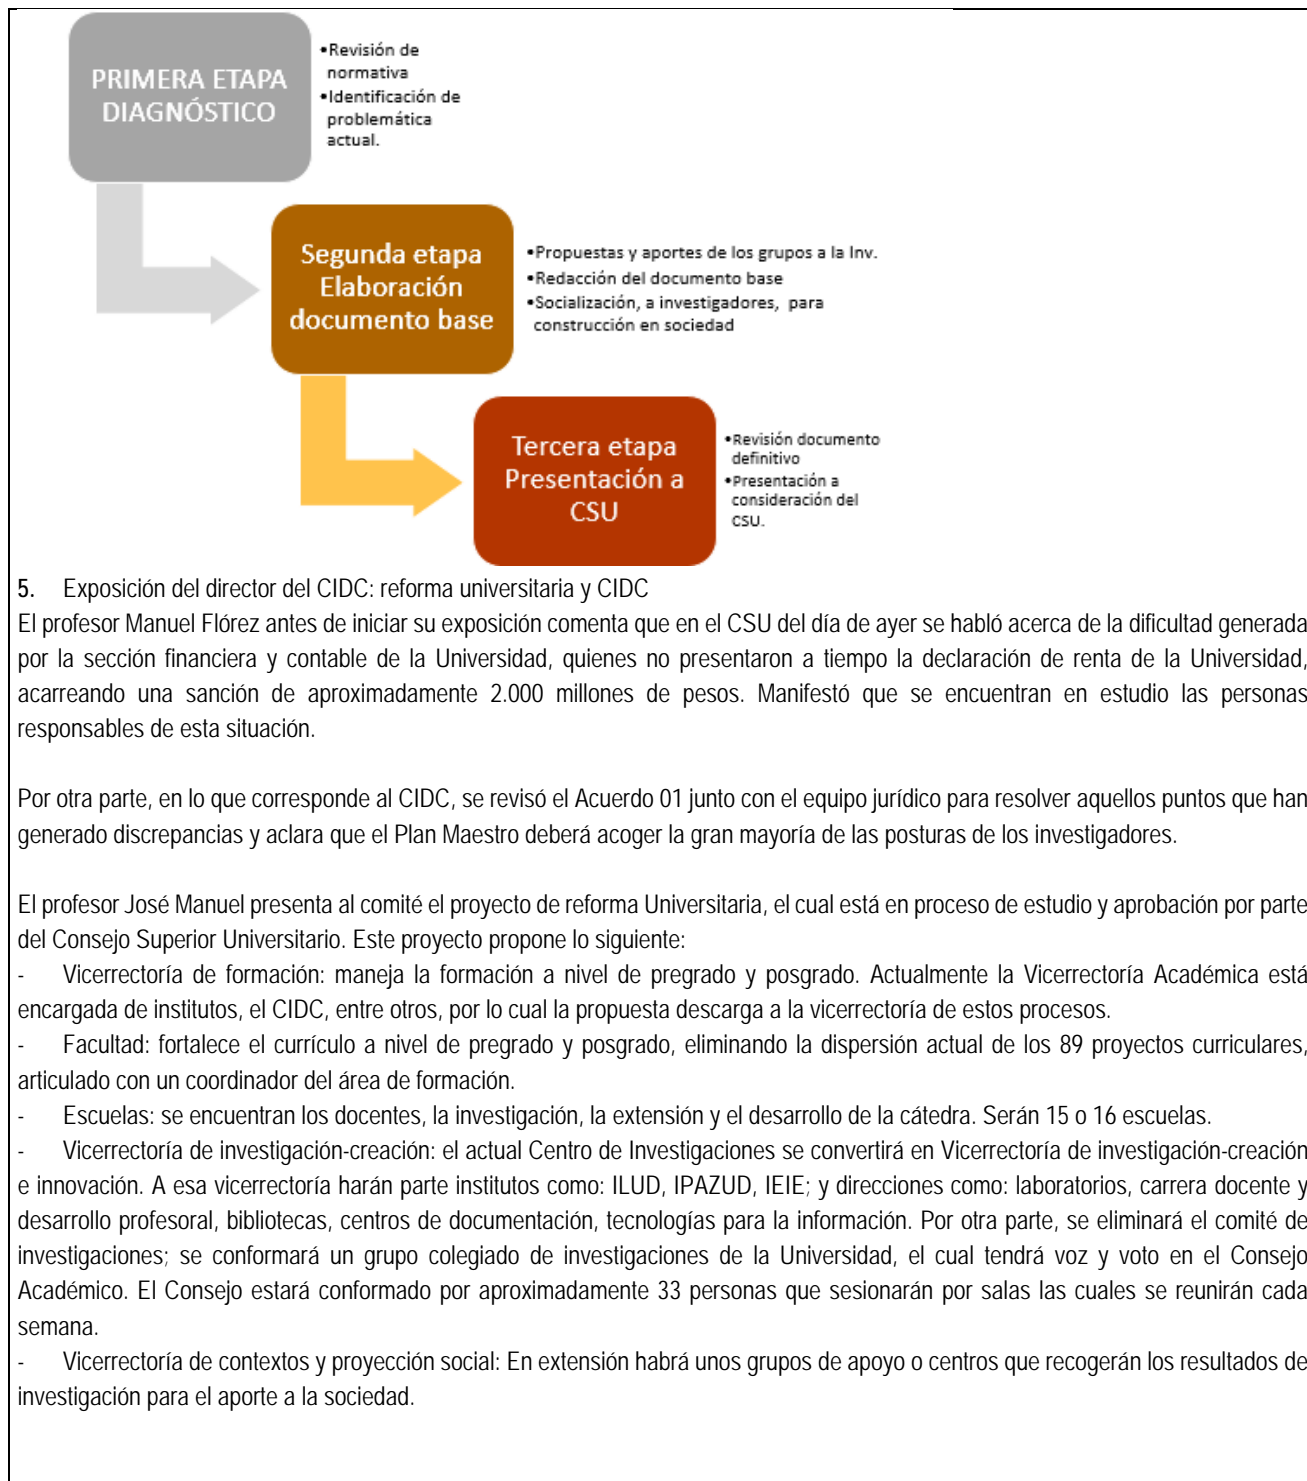 PRIMERA ETAPA
DIAGNÓSTICO
•Revisión de
normativa
•Identificación de
problemática
actual.
Segunda etapa
Elaboración
documento base
•Propuestas y aportes de los grupos a la Inv.
•Redacción del documento base
•Socialización, a investigadores, para
construcción en sociedad
Tercera etapa
Presentación a
CSU
•Revisión documento
definitivo
•Presentación a
consideración del
CSU.
5. Exposición del director del CIDC: reforma universitaria y CIDC
El profesor Manuel Flórez antes de iniciar su exposición comenta que en el CSU del día de ayer se habló acerca de la dificultad generada
por la sección financiera y contable de la Universidad, quienes no presentaron a tiempo la declaración de renta de la Universidad,
acarreando una sanción de aproximadamente 2.000 millones de pesos. Manifestó que se encuentran en estudio las personas
responsables de esta situación.
Por otra parte, en lo que corresponde al CIDC, se revisó el Acuerdo 01 junto con el equipo jurídico para resolver aquellos puntos que han
generado discrepancias y aclara que el Plan Maestro deberá acoger la gran mayoría de las posturas de los investigadores.
El profesor José Manuel presenta al comité el proyecto de reforma Universitaria, el cual está en proceso de estudio y aprobación por parte
del Consejo Superior Universitario. Este proyecto propone lo siguiente:
- Vicerrectoría de formación: maneja la formación a nivel de pregrado y posgrado. Actualmente la Vicerrectoría Académica está
encargada de institutos, el CIDC, entre otros, por lo cual la propuesta descarga a la vicerrectoría de estos procesos.
- Facultad: fortalece el currículo a nivel de pregrado y posgrado, eliminando la dispersión actual de los 89 proyectos curriculares,
articulado con un coordinador del área de formación.
- Escuelas: se encuentran los docentes, la investigación, la extensión y el desarrollo de la cátedra. Serán 15 o 16 escuelas.
- Vicerrectoría de investigación-creación: el actual Centro de Investigaciones se convertirá en Vicerrectoría de investigación-creación
e innovación. A esa vicerrectoría harán parte institutos como: ILUD, IPAZUD, IEIE; y direcciones como: laboratorios, carrera docente y
desarrollo profesoral, bibliotecas, centros de documentación, tecnologías para la información. Por otra parte, se eliminará el comité de
investigaciones; se conformará un grupo colegiado de investigaciones de la Universidad, el cual tendrá voz y voto en el Consejo
Académico. El Consejo estará conformado por aproximadamente 33 personas que sesionarán por salas las cuales se reunirán cada
semana.
- Vicerrectoría de contextos y proyección social: En extensión habrá unos grupos de apoyo o centros que recogerán los resultados de
investigación para el aporte a la sociedad.